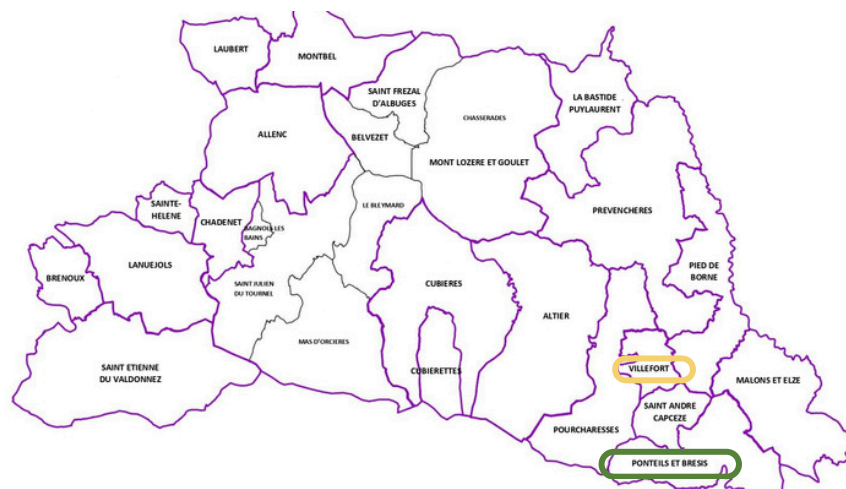 LAUBERT
MONTBEL
SAINT FREZAL
D'ALBUGES
LA BASTIDE
PUYLAURENT
CHASSERADES
ALLENC
BELVEZET
MONT LOZERE ET GOULET
SAINTE-
HELENE
CHADENET
LE BLEYMARD
PREVENCHERES
BAGNOLS LES
BAINS
BRENOUX
LANUEJOLS
PIED DE
BORNE
SAINT JULIEN
DU TOURNEL
CUBIERES
ALTIER
MAS D'ORCIERES
SAINT ETIENNE
DU VALDONNEZ
CUBIERETTES
VILLEFORT
MALONS ET ELZE
SAINT ANDRE
CAPCEZE
POURCHARESSES
PONTEILS ET BRESIS